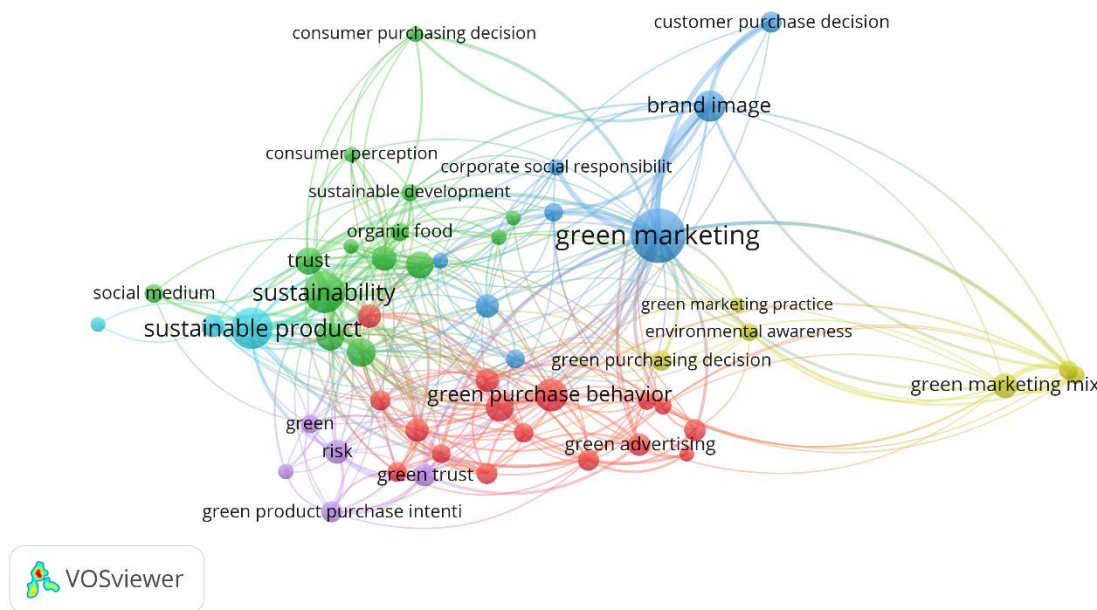 customer purchase decision
consumer purchasing decision
brand image
consumer perception
corporate social responsibilit
sustainable development
organic food
green marketing
trust
social medium
sustainability
green marketing practice
sustainable product
environmental awareness
green purchasing decision
green marketing mix
green purchase behavior
green
green advertising
risk
green trust
green product purchase intenti
VOSviewer